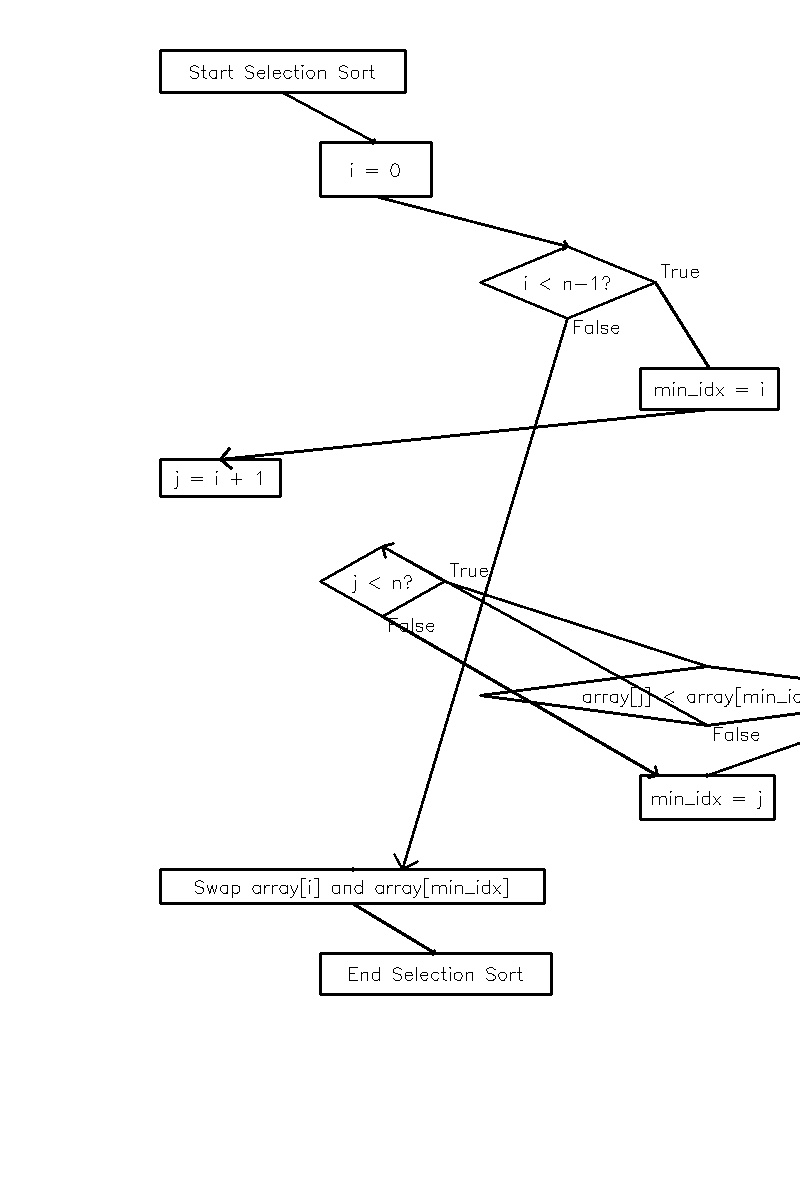 Start Selection Sort
i = 0
i < n-1?
True
False
min_idx = i
j = i + 1
j < n?
True
False
array[j] < array[min_id
False
min_idx = j
Swap array[i] and array[min_idx]
End Selection Sort